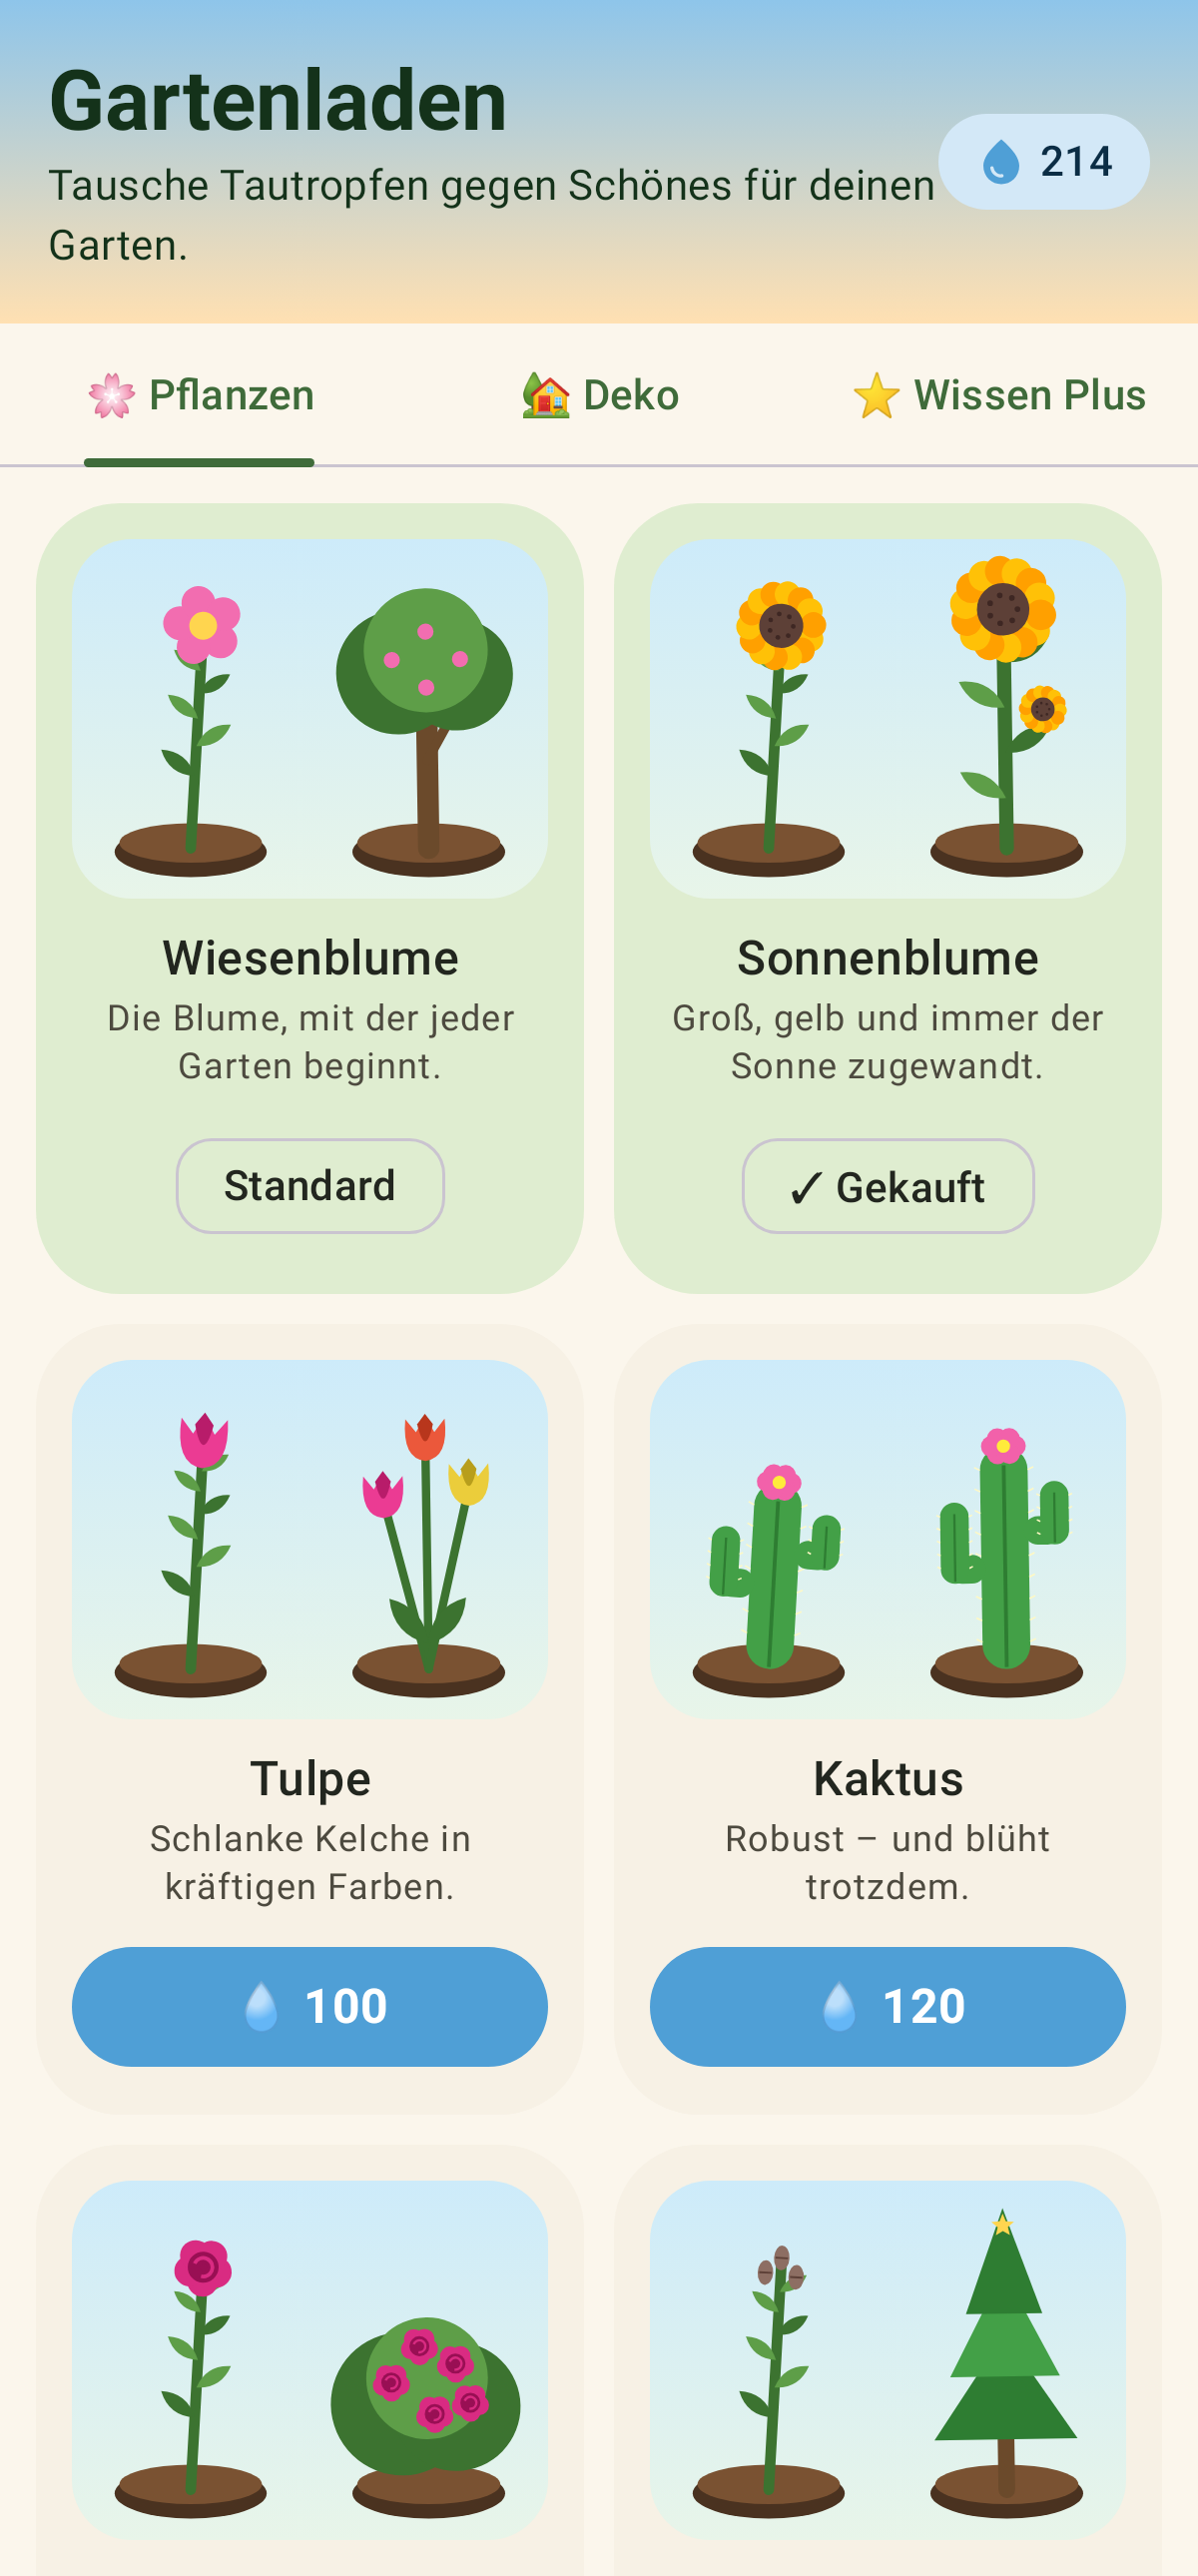 Gartenladen
Tausche Tautropfen gegen Schönes für deinen
Garten.
214
🌸 Pflanzen
🏡 Deko
⭐ Wissen Plus
Wiesenblume
Die Blume, mit der jeder
Garten beginnt.
Standard
Sonnenblume
Groß, gelb und immer der
Sonne zugewandt.
✓ Gekauft
Tulpe
Schlanke Kelche in
kräftigen Farben.
💧 100
Kaktus
Robust – und blüht
trotzdem.
💧 120